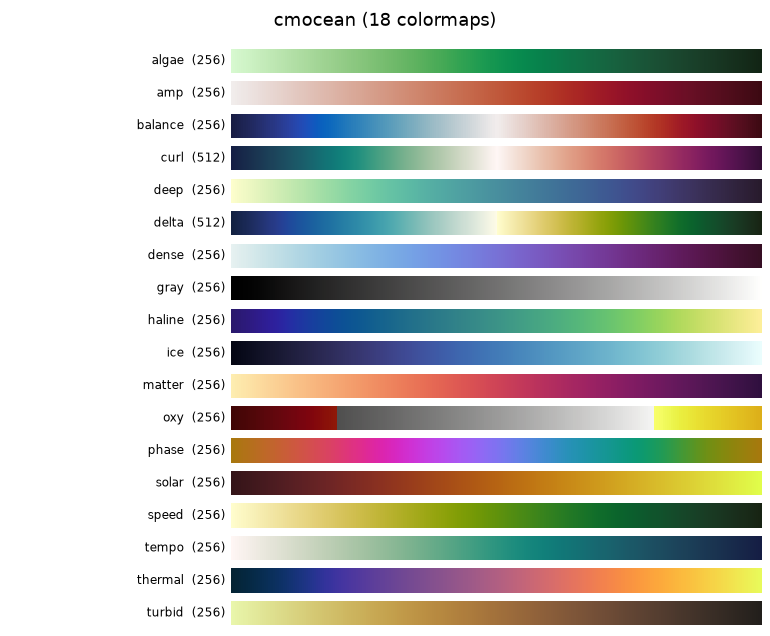 cmocean (18 colormaps)
algae (256)
amp (256)
balance (256)
curl (512)
deep (256)
delta (512)
dense (256)
gray (256)
haline (256)
ice (256)
matter (256)
oxy (256)
phase (256)
solar (256)
speed (256)
tempo (256)
thermal (256)
turbid (256)